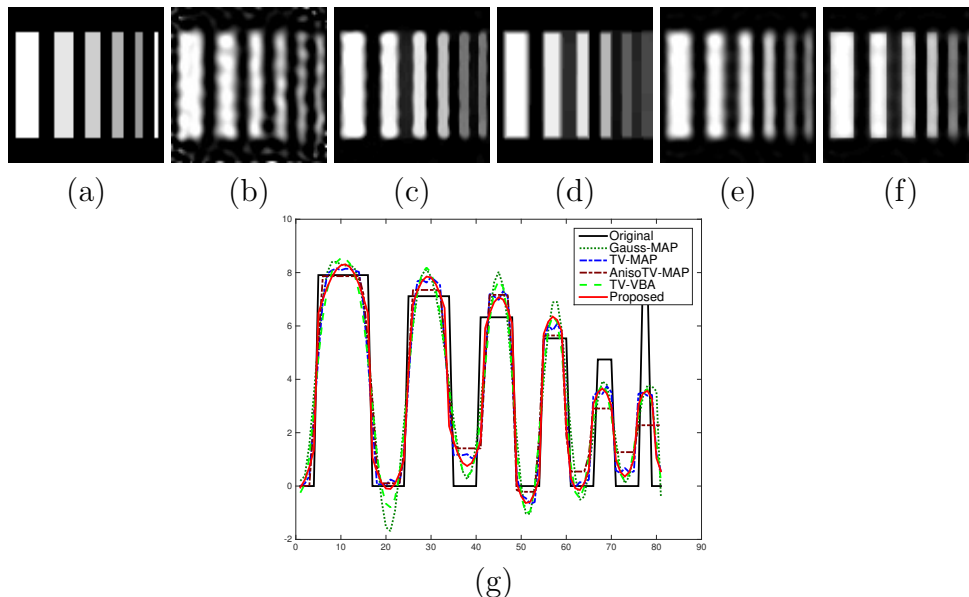 (a) (b) (c) (d) (e) (f)
10
8
6
4
2
0
-2
0 10 20 30 40 50 60 70 80 90
Original
Gauss-MAP
TV-MAP
AnisoTV-MAP
TV-VBA
Proposed
(g)